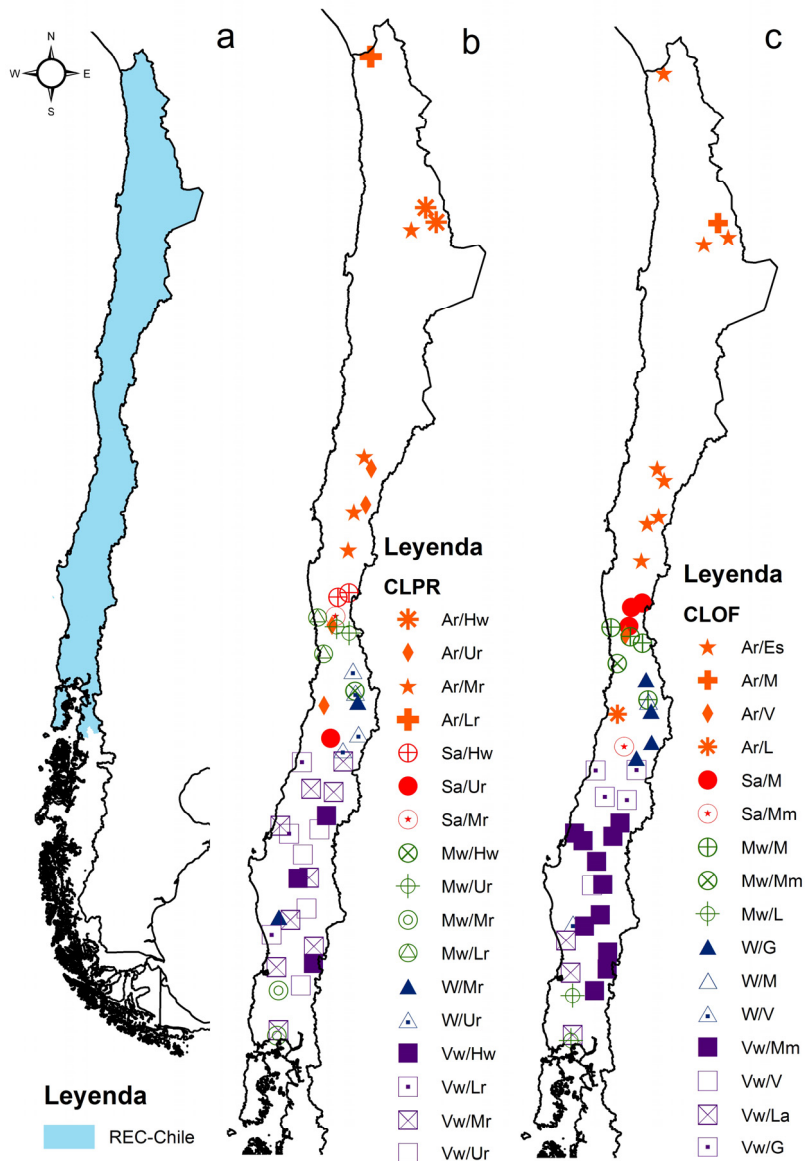 N
W E
S
a
Leyenda
REC-Chile
b
Leyenda
CLPR
Ar/Hw
Ar/Ur
Ar/Mr
Ar/Lr
Sa/Hw
Sa/Ur
Sa/Mr
Mw/Hw
Mw/Ur
Mw/Mr
Mw/Lr
W/Mr
W/Ur
Vw/Hw
Vw/Lr
Vw/Mr
Vw/Ur
c
Leyenda
CLOF
Ar/Es
Ar/M
Ar/V
Ar/L
Sa/M
Sa/Mm
Mw/M
Mw/Mm
Mw/L
W/G
W/M
W/V
Vw/Mm
Vw/V
Vw/La
Vw/G